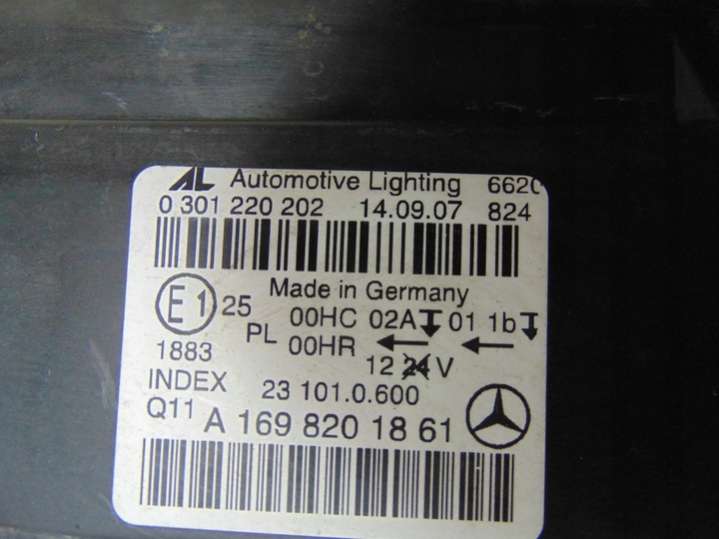 AL Automotive Lighting 6620
0 301 220 202 14.09.07 824
Made in Germany
E1 25 00HC 02A 01 1b
PL 00HR
1883 12 24 V
INDEX 23 101.0.600
Q11 A 169 820 18 61